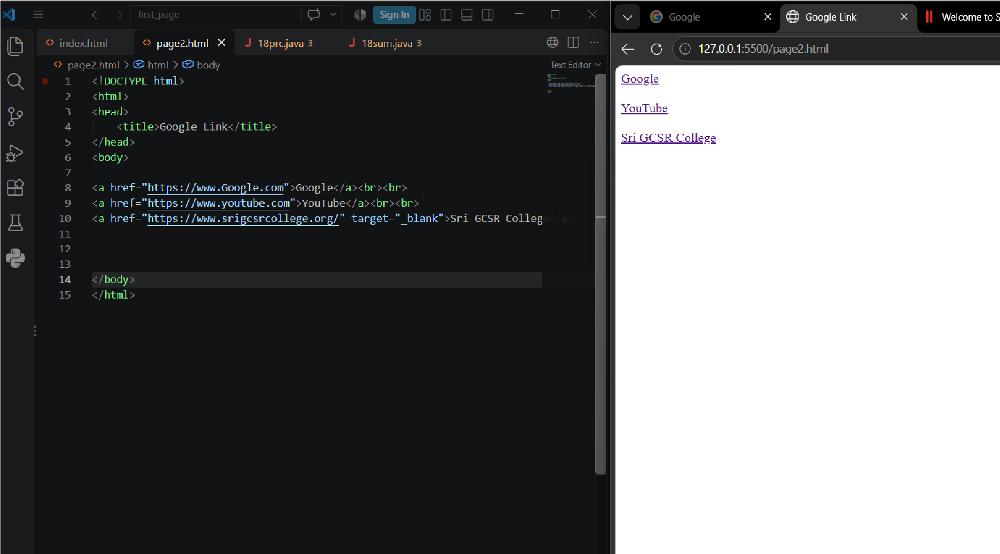 first_page
Sign In
index.html
page2.html
18prc.java 3
18sum.java 3
page2.html > html > body
Text Editor
1 <!DOCTYPE html>
2 <html>
3 <head>
4     <title>Google Link</title>
5 </head>
6 <body>
7
8 <a href="https://www.Google.com">Google</a><br><br>
9 <a href="https://www.youtube.com">YouTube</a><br><br>
10 <a href="https://www.srigcsrcollege.org/" target="_blank">Sri GCSR College</a>
11
12
13
14 </body>
15 </html>
Google
Google Link
Welcome to S
127.0.0.1:5500/page2.html
Google
YouTube
Sri GCSR College